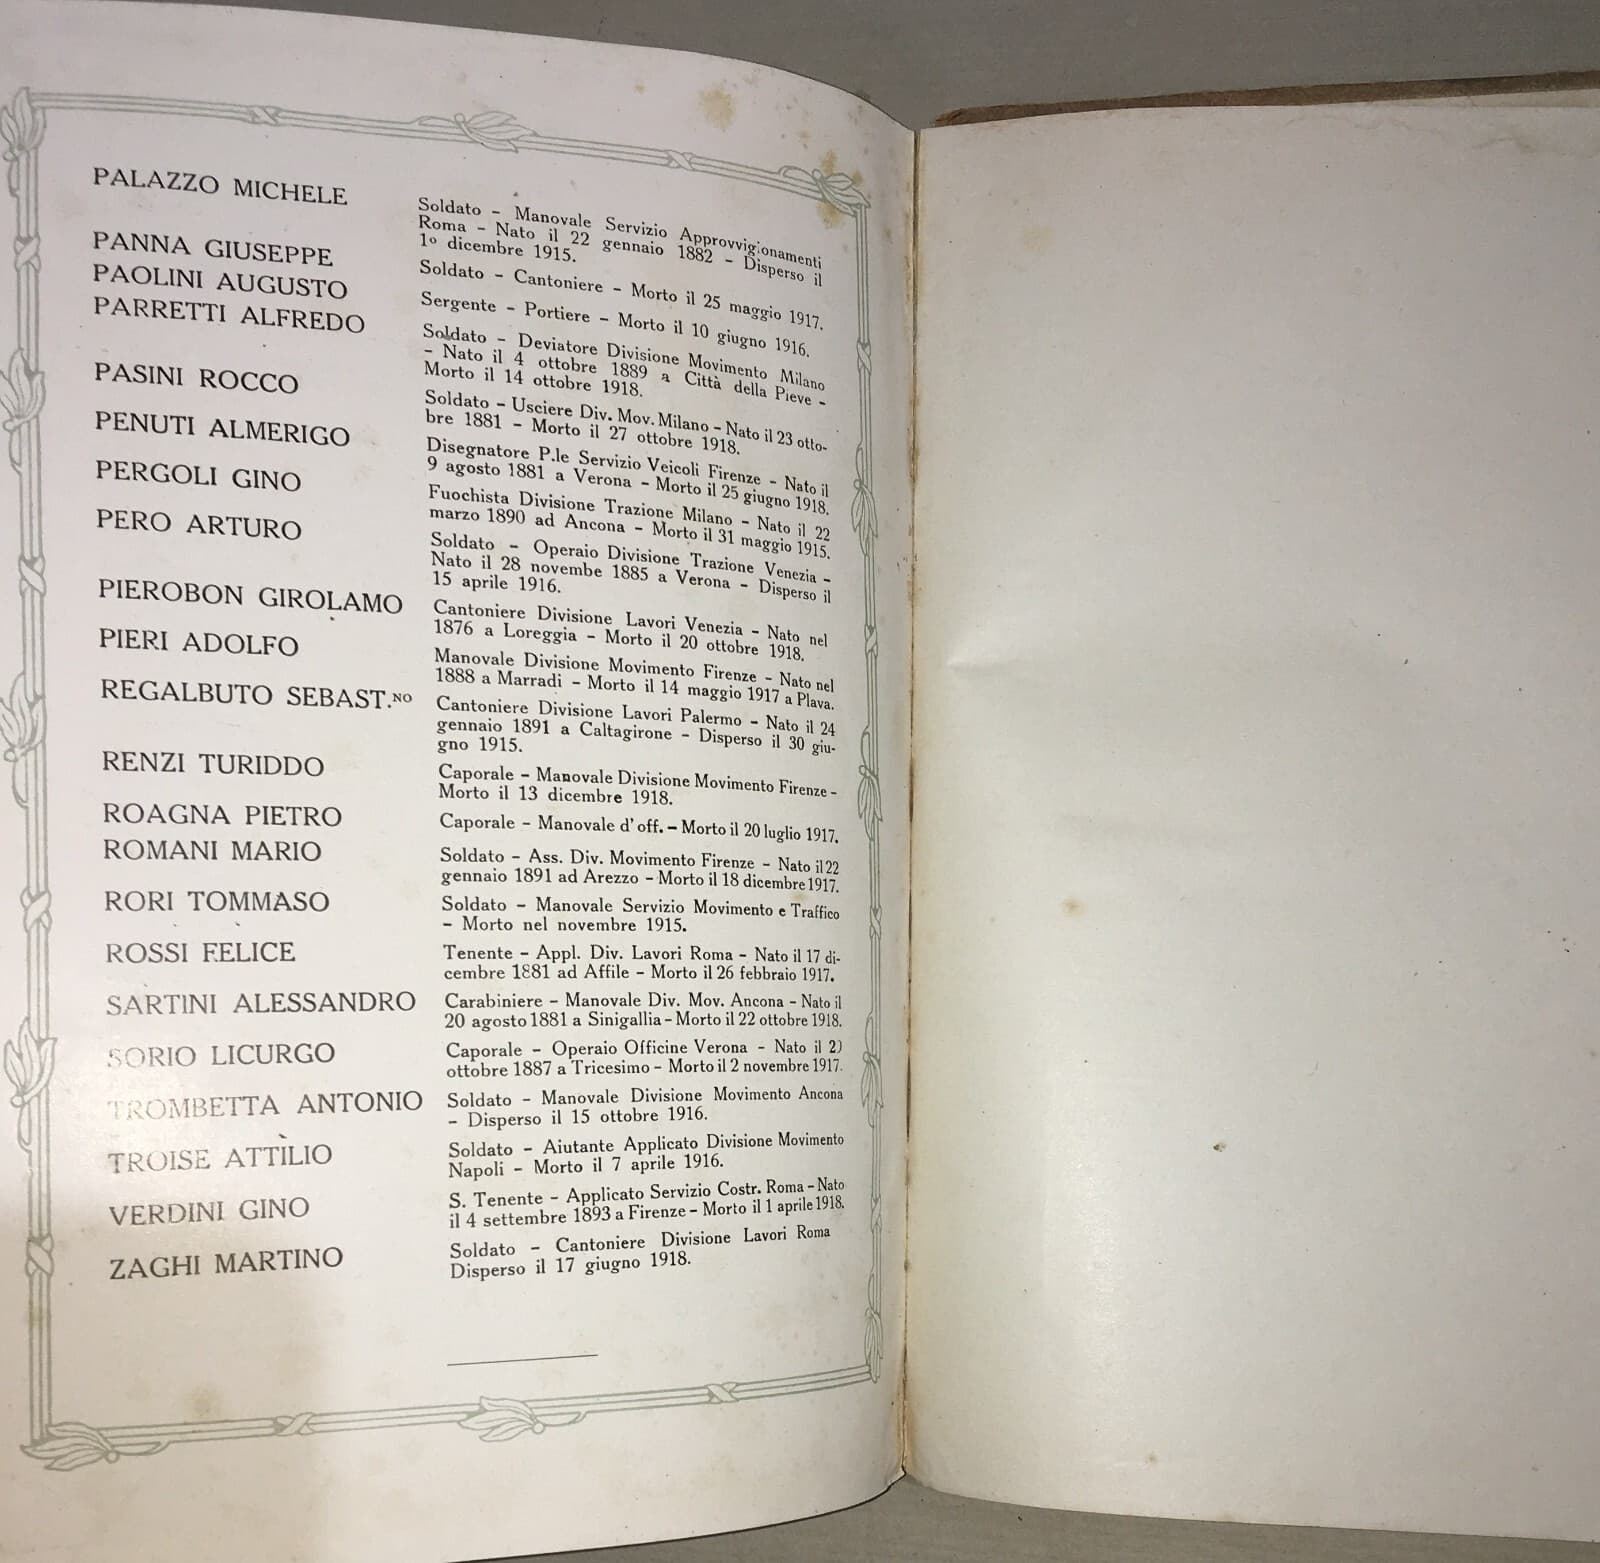 PALAZZO MICHELE
Soldato – Manovale Servizio Approvvigionamenti
Roma – Nato il 22 gennaio 1882 – Disperso il
1º dicembre 1915.
PANNA GIUSEPPE
Soldato – Cantoniere – Morto il 25 maggio 1917.
PAOLINI AUGUSTO
Sergente – Portiere – Morto il 10 giugno 1916.
PARRETTI ALFREDO
Soldato – Deviatore Divisione Movimento Milano
– Nato il 4 ottobre 1889 a Città della Pieve –
Morto il 14 ottobre 1918.
PASINI ROCCO
Soldato – Usciere Div. Mov. Milano – Nato il 23 otto-
bre 1881 – Morto il 27 ottobre 1918.
PENUTI ALMERIGO
Disegnatore P.le Servizio Veicoli Firenze – Nato il
9 agosto 1881 a Verona – Morto il 25 giugno 1918.
PERGOLI GINO
Fuochista Divisione Trazione Milano – Nato il 22
marzo 1890 ad Ancona – Morto il 31 maggio 1915.
PERO ARTURO
Soldato – Operaio Divisione Trazione Venezia –
Nato il 28 novembe 1885 a Verona – Disperso il
15 aprile 1916.
PIEROBON GIROLAMO
Cantoniere Divisione Lavori Venezia – Nato nel
1876 a Loreggia – Morto il 20 ottobre 1918.
PIERI ADOLFO
Manovale Divisione Movimento Firenze – Nato nel
1888 a Marradi – Morto il 14 maggio 1917 a Plava.
REGALBUTO SEBAST.NO
Cantoniere Divisione Lavori Palermo – Nato il 24
gennaio 1891 a Caltagirone – Disperso il 30 giu-
gno 1915.
RENZI TURIDDO
Caporale – Manovale Divisione Movimento Firenze –
Morto il 13 dicembre 1918.
ROAGNA PIETRO
Caporale – Manovale d'off. – Morto il 20 luglio 1917.
ROMANI MARIO
Soldato – Ass. Div. Movimento Firenze – Nato il 22
gennaio 1891 ad Arezzo – Morto il 18 dicembre 1917.
RORI TOMMASO
Soldato – Manovale Servizio Movimento e Traffico
– Morto nel novembre 1915.
ROSSI FELICE
Tenente – Appl. Div. Lavori Roma – Nato il 17 di-
cembre 1881 ad Affile – Morto il 26 febbraio 1917.
SARTINI ALESSANDRO
Carabiniere – Manovale Div. Mov. Ancona – Nato il
20 agosto 1881 a Sinigallia – Morto il 22 ottobre 1918.
SORIO LICURGO
Caporale – Operaio Officine Verona – Nato il
ottobre 1887 a Tricesimo – Morto il 2 novembre 1917.
TROMBETTA ANTONIO
Soldato – Manovale Divisione Movimento Ancona
– Disperso il 15 ottobre 1916.
TROISE ATTILIO
Soldato – Aiutante Applicato Divisione Movimento
Napoli – Morto il 7 aprile 1916.
VERDINI GINO
S. Tenente – Applicato Servizio Costr. Roma – Nato
il 4 settembre 1893 a Firenze – Morto il 1 aprile 1918.
ZAGHI MARTINO
Soldato – Cantoniere Divisione Lavori Roma
Disperso il 17 giugno 1918.